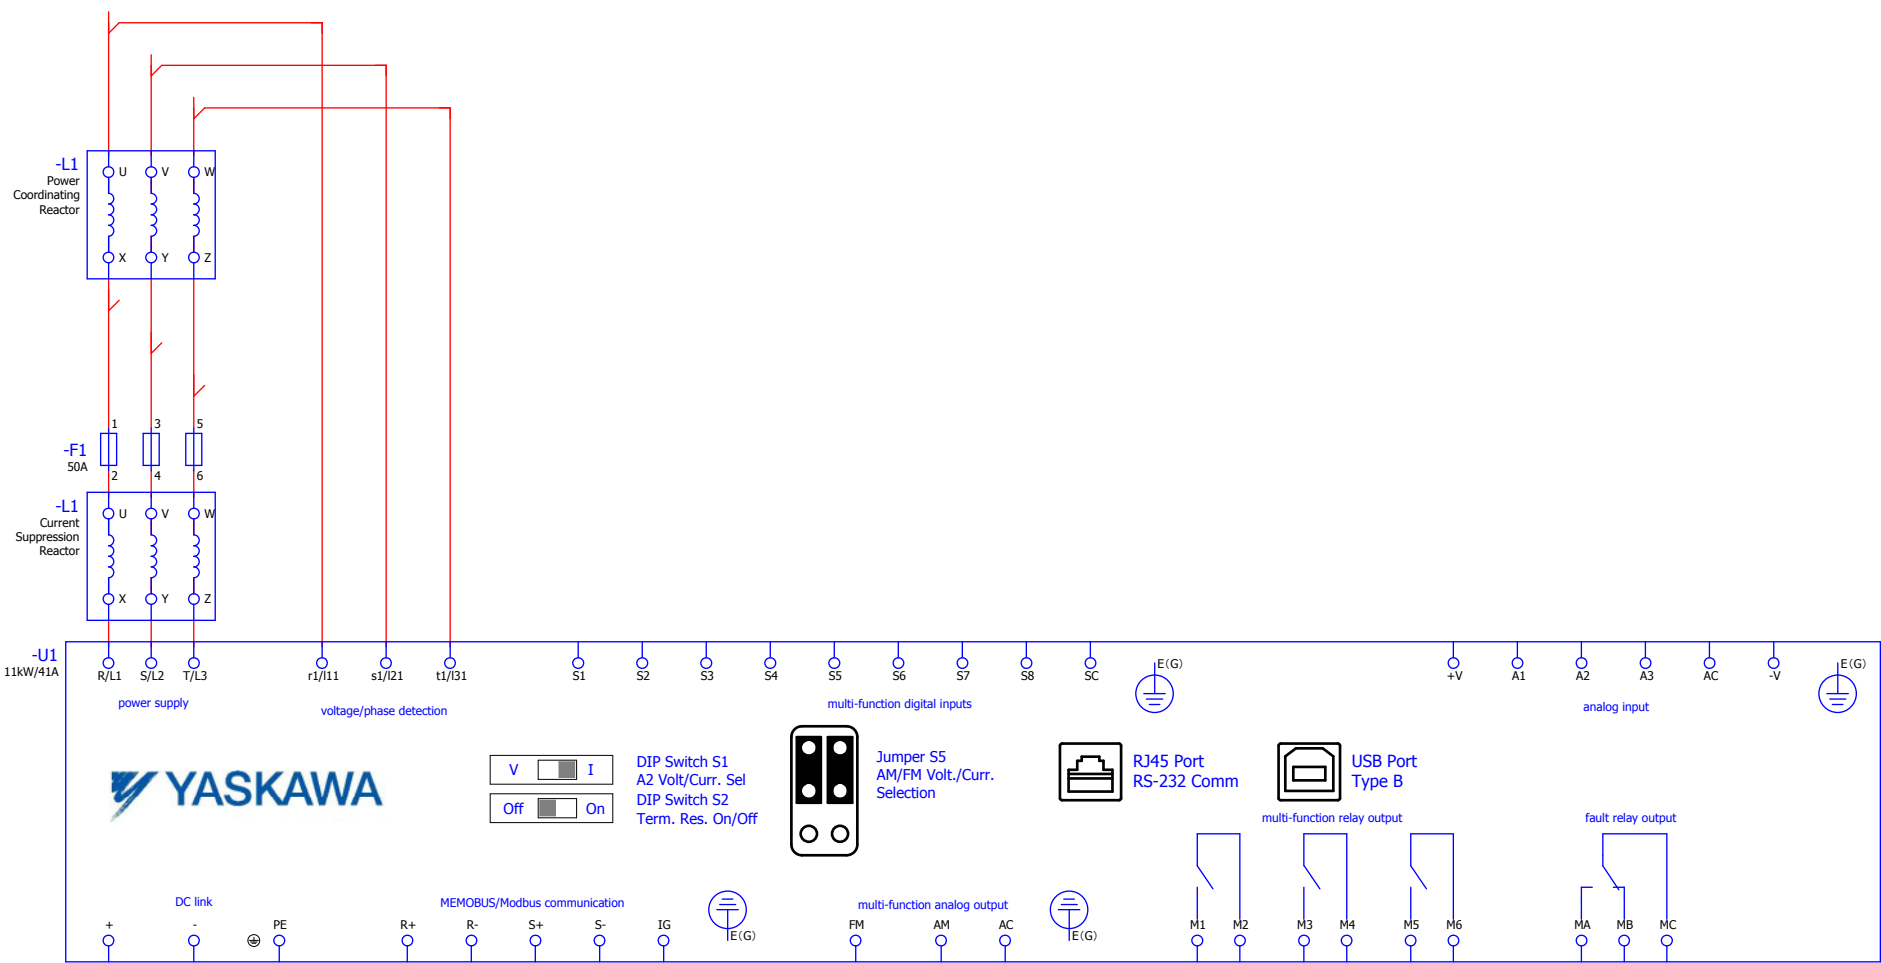 -L1
Power
Coordinating
Reactor
U V W
X Y Z
-F1
50A
1 3 5
2 4 6
-L1
Current
Suppression
Reactor
U V W
X Y Z
-U1
11kW/41A
R/L1 S/L2 T/L3
power supply
r1/l11 s1/l21 t1/l31
voltage/phase detection
S1 S2 S3 S4 S5 S6 S7 S8 SC
multi-function digital inputs
E(G)
+V A1 A2 A3 AC -V
analog input
E(G)
YASKAWA
V I
Off On
DIP Switch S1
A2 Volt/Curr. Sel
DIP Switch S2
Term. Res. On/Off
Jumper S5
AM/FM Volt./Curr.
Selection
RJ45 Port
RS-232 Comm
USB Port
Type B
multi-function relay output
fault relay output
DC link
+ - PE
MEMOBUS/Modbus communication
R+ R- S+ S- IG
E(G)
multi-function analog output
FM AM AC
E(G)
M1 M2 M3 M4 M5 M6
MA MB MC